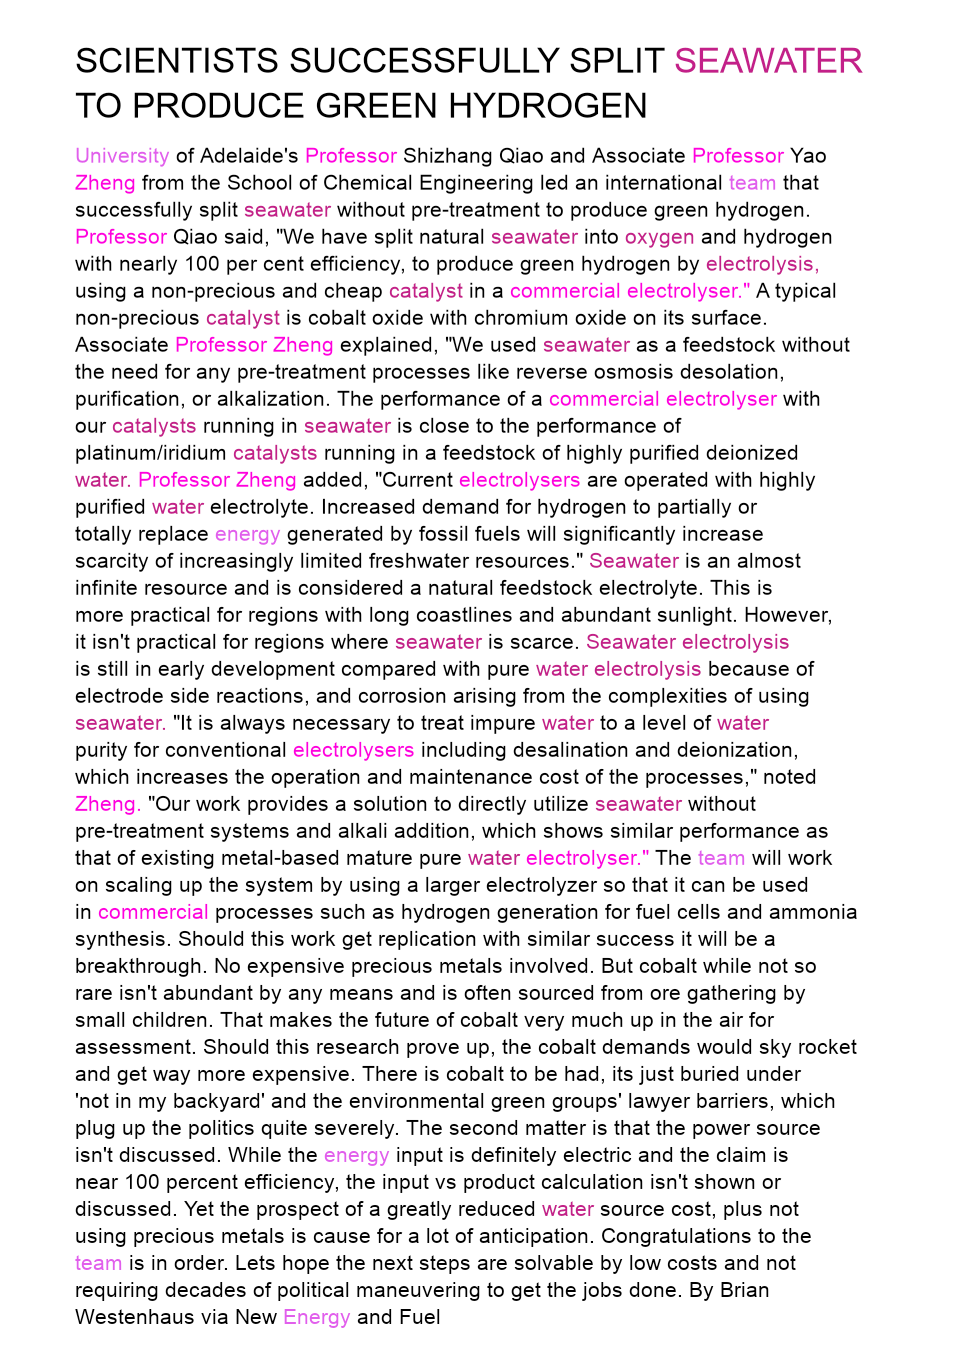 SCIENTISTS SUCCESSFULLY SPLIT SEAWATER
TO PRODUCE GREEN HYDROGEN
University of Adelaide's Professor Shizhang Qiao and Associate Professor Yao
Zheng from the School of Chemical Engineering led an international team that
successfully split seawater without pre-treatment to produce green hydrogen.
Professor Qiao said, "We have split natural seawater into oxygen and hydrogen
with nearly 100 per cent efficiency, to produce green hydrogen by electrolysis,
using a non-precious and cheap catalyst in a commercial electrolyser." A typical
non-precious catalyst is cobalt oxide with chromium oxide on its surface.
Associate Professor Zheng explained, "We used seawater as a feedstock without
the need for any pre-treatment processes like reverse osmosis desolation,
purification, or alkalization. The performance of a commercial electrolyser with
our catalysts running in seawater is close to the performance of
platinum/iridium catalysts running in a feedstock of highly purified deionized
water. Professor Zheng added, "Current electrolysers are operated with highly
purified water electrolyte. Increased demand for hydrogen to partially or
totally replace energy generated by fossil fuels will significantly increase
scarcity of increasingly limited freshwater resources." Seawater is an almost
infinite resource and is considered a natural feedstock electrolyte. This is
more practical for regions with long coastlines and abundant sunlight. However,
it isn't practical for regions where seawater is scarce. Seawater electrolysis
is still in early development compared with pure water electrolysis because of
electrode side reactions, and corrosion arising from the complexities of using
seawater. "It is always necessary to treat impure water to a level of water
purity for conventional electrolysers including desalination and deionization,
which increases the operation and maintenance cost of the processes," noted
Zheng. "Our work provides a solution to directly utilize seawater without
pre-treatment systems and alkali addition, which shows similar performance as
that of existing metal-based mature pure water electrolyser." The team will work
on scaling up the system by using a larger electrolyzer so that it can be used
in commercial processes such as hydrogen generation for fuel cells and ammonia
synthesis. Should this work get replication with similar success it will be a
breakthrough. No expensive precious metals involved. But cobalt while not so
rare isn't abundant by any means and is often sourced from ore gathering by
small children. That makes the future of cobalt very much up in the air for
assessment. Should this research prove up, the cobalt demands would sky rocket
and get way more expensive. There is cobalt to be had, its just buried under
'not in my backyard' and the environmental green groups' lawyer barriers, which
plug up the politics quite severely. The second matter is that the power source
isn't discussed. While the energy input is definitely electric and the claim is
near 100 percent efficiency, the input vs product calculation isn't shown or
discussed. Yet the prospect of a greatly reduced water source cost, plus not
using precious metals is cause for a lot of anticipation. Congratulations to the
team is in order. Lets hope the next steps are solvable by low costs and not
requiring decades of political maneuvering to get the jobs done. By Brian
Westenhaus via New Energy and Fuel